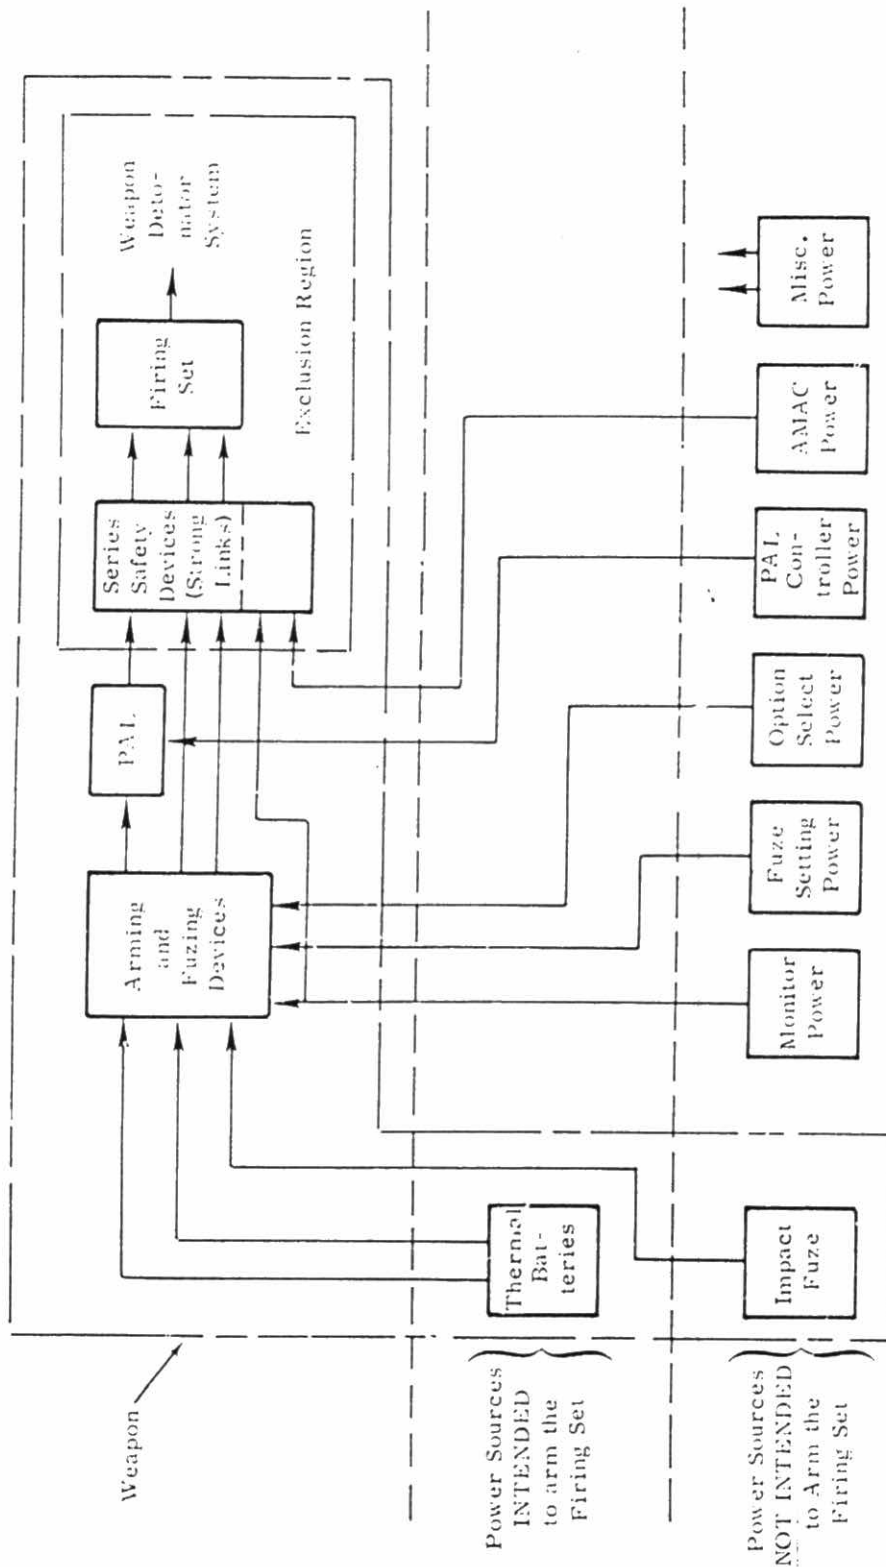 Weapon
Power Sources
INTENDED
to arm the
Firing Set
Power Sources
NOT INTENDED
to Arm the
Firing Set
Arming
and
Fuzing
Devices
PAL
Series
Safety
Devices
(Strong
Links)
Firing
Set
Weapon
Deto-
nator
System
Exclusion Region
Thermal
Bat-
teries
Impact
Fuze
Monitor
Power
Fuze
Setting
Power
Option
Select
Power
PAL
Con-
troller
Power
AMAC
Power
Misc.
Power